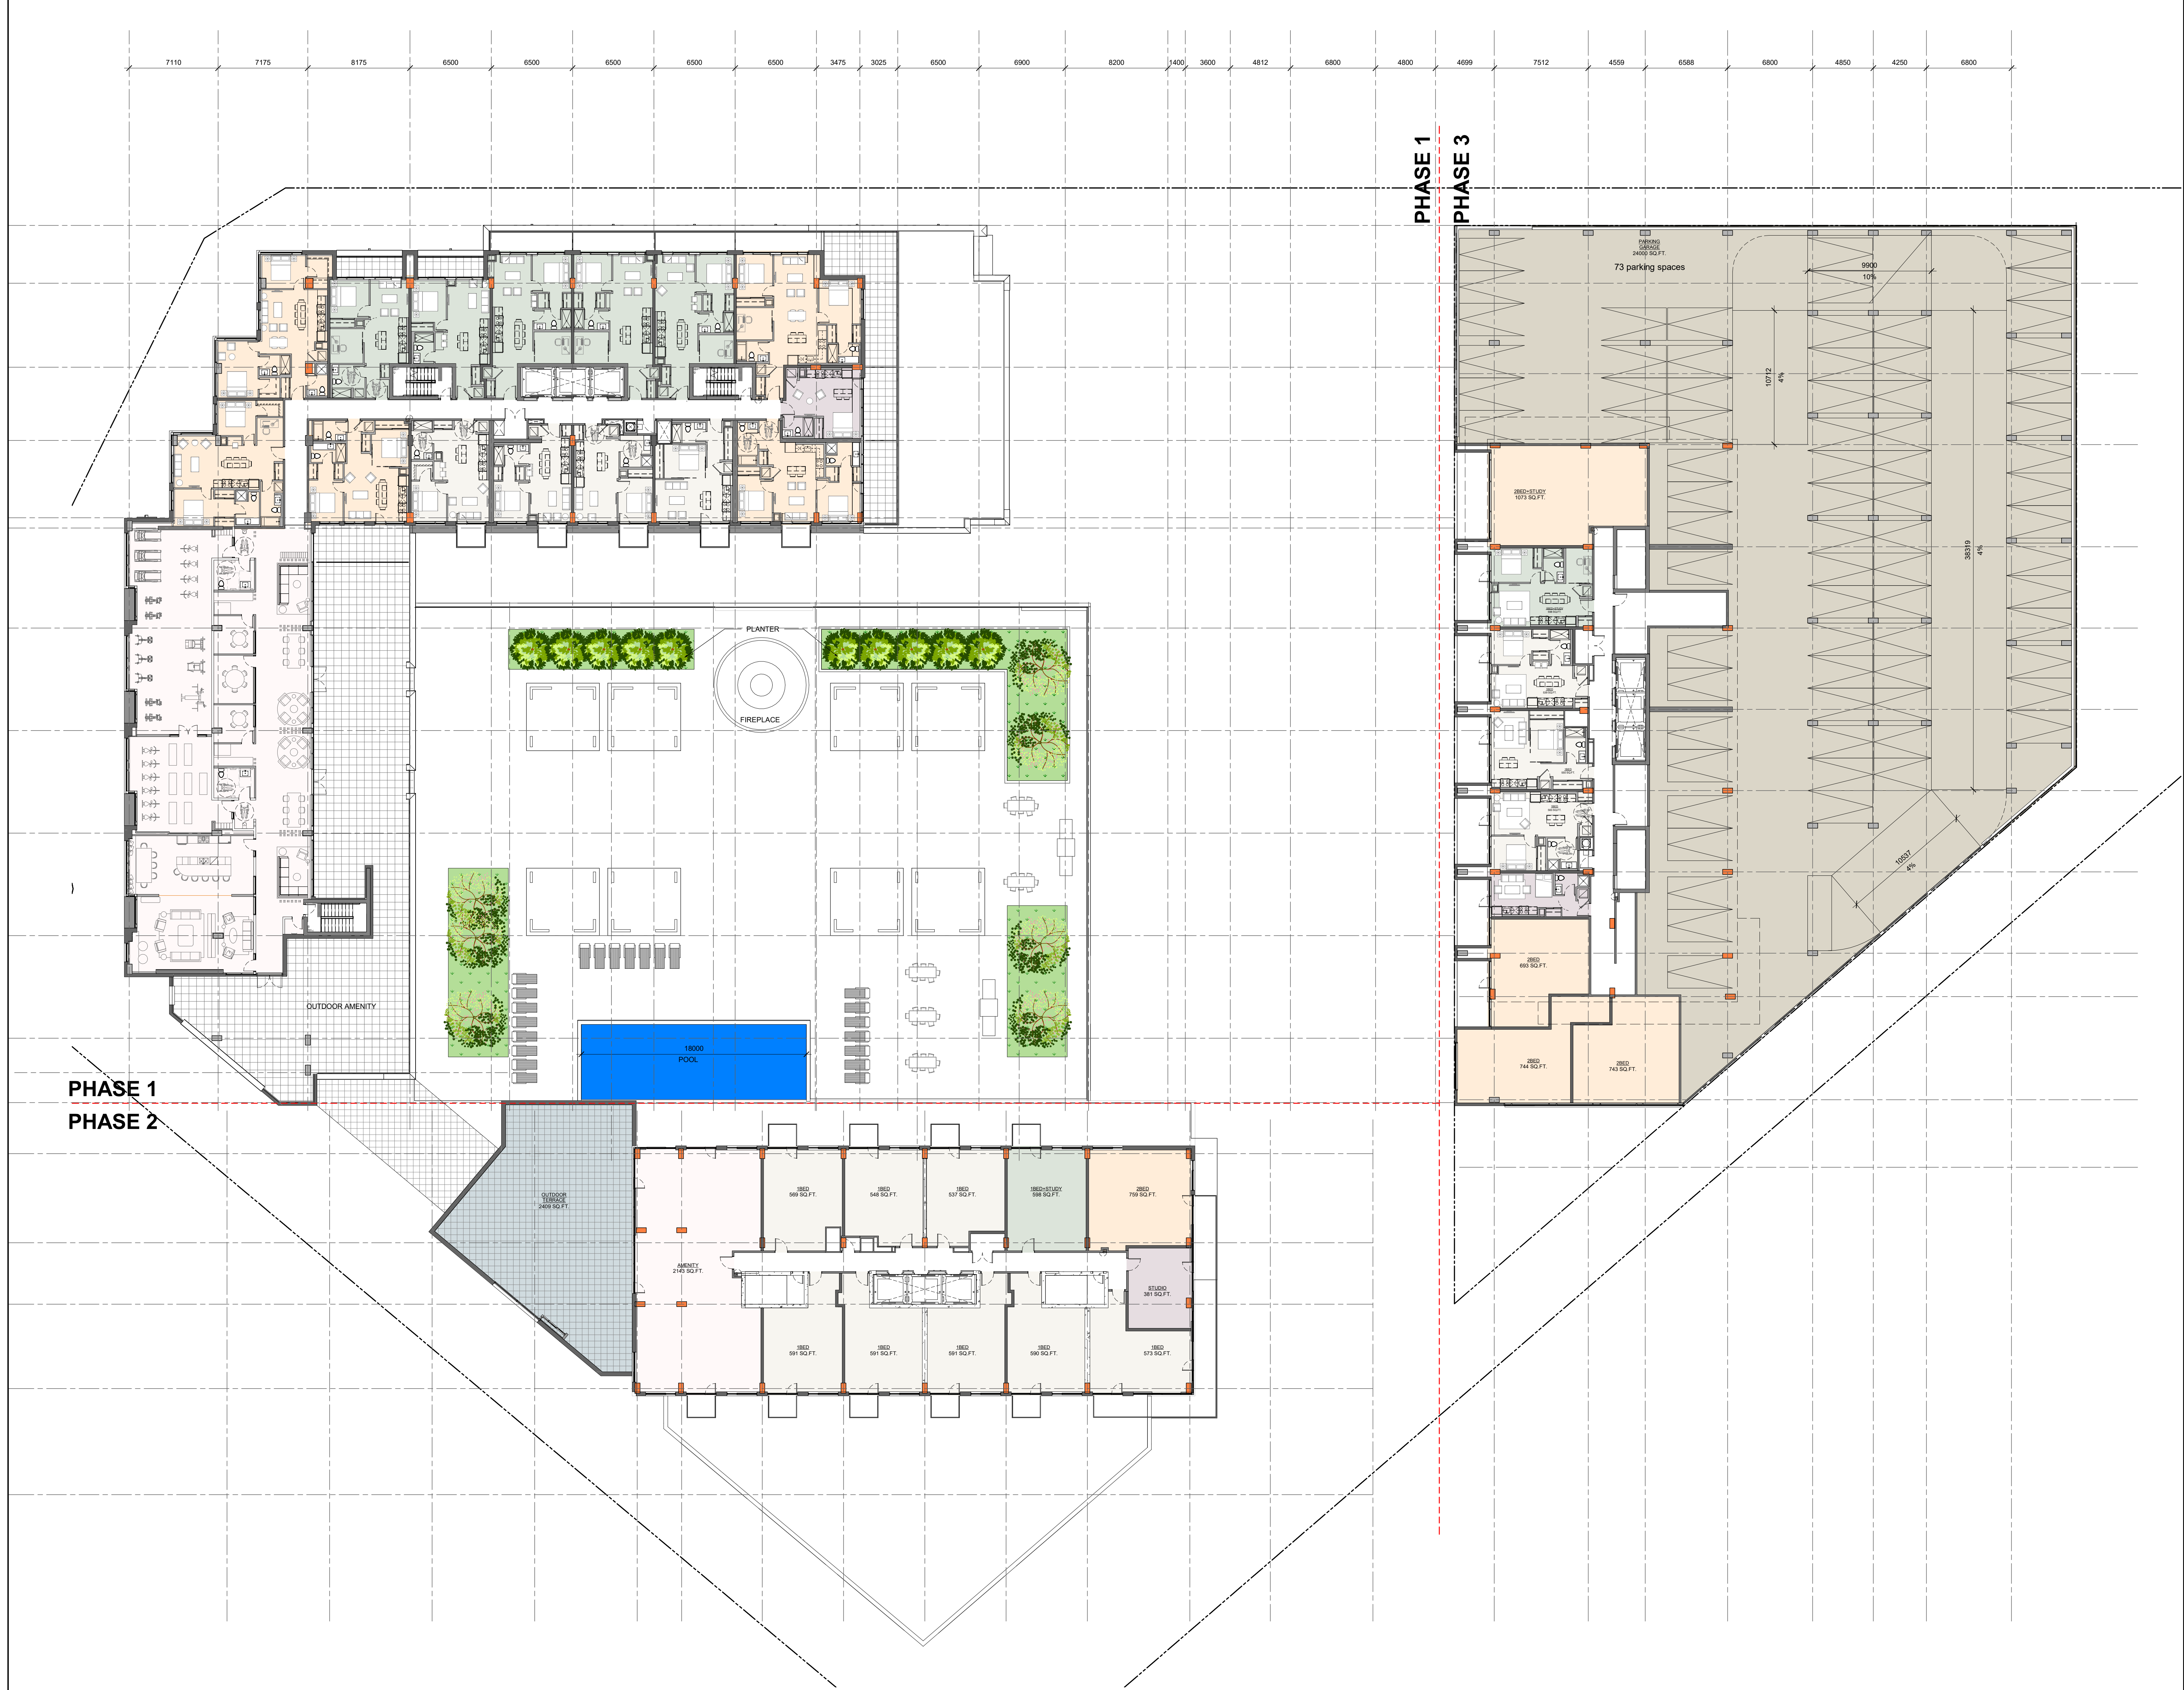 7110 7175 8175 6500 6500 6500 6500 6500 3475 3025 6500 6900 8200 1400 3600 4812 6800 4800 4699 7512 4559 6588 6800 4850 4250 6800
PHASE 1
PHASE 3
PARKING
GARAGE
24000 SQ.FT.
73 parking spaces
9900
10%
10712
4%
38319
4%
10537
4%
2BED+STUDY
1073 SQ.FT.
2BED
693 SQ.FT.
2BED
744 SQ.FT.
2BED
743 SQ.FT.
PLANTER
FIREPLACE
OUTDOOR AMENITY
18000
POOL
PHASE 1
PHASE 2
OUTDOOR
TERRACE
2409 SQ.FT.
AMENITY
2143 SQ.FT.
1BED
569 SQ.FT.
1BED
548 SQ.FT.
1BED
537 SQ.FT.
1BED+STUDY
598 SQ.FT.
2BED
759 SQ.FT.
STUDIO
381 SQ.FT.
1BED
591 SQ.FT.
1BED
591 SQ.FT.
1BED
591 SQ.FT.
1BED
590 SQ.FT.
1BED
573 SQ.FT.